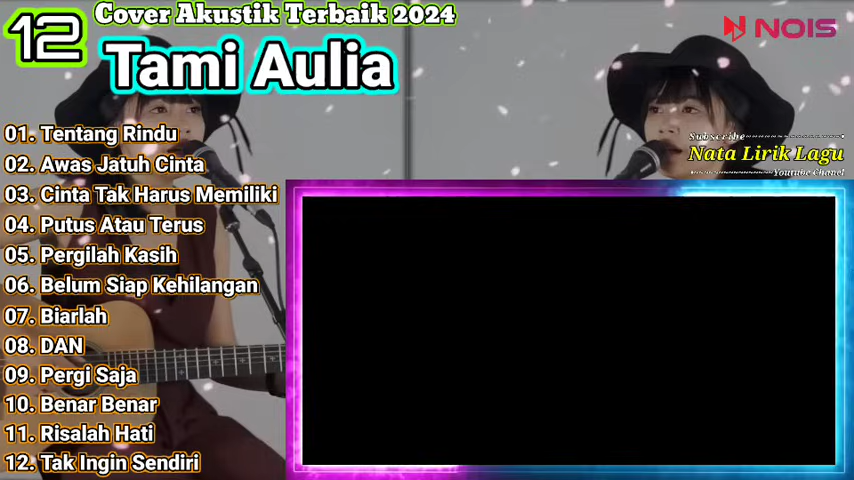 12
Cover Akustik Terbaik 2024
Tami Aulia
NOIS
Subscribe
Nata Lirik Lagu
Youtube Chanel
01. Tentang Rindu
02. Awas Jatuh Cinta
03. Cinta Tak Harus Memiliki
04. Putus Atau Terus
05. Pergilah Kasih
06. Belum Siap Kehilangan
07. Biarlah
08. DAN
09. Pergi Saja
10. Benar Benar
11. Risalah Hati
12. Tak Ingin Sendiri